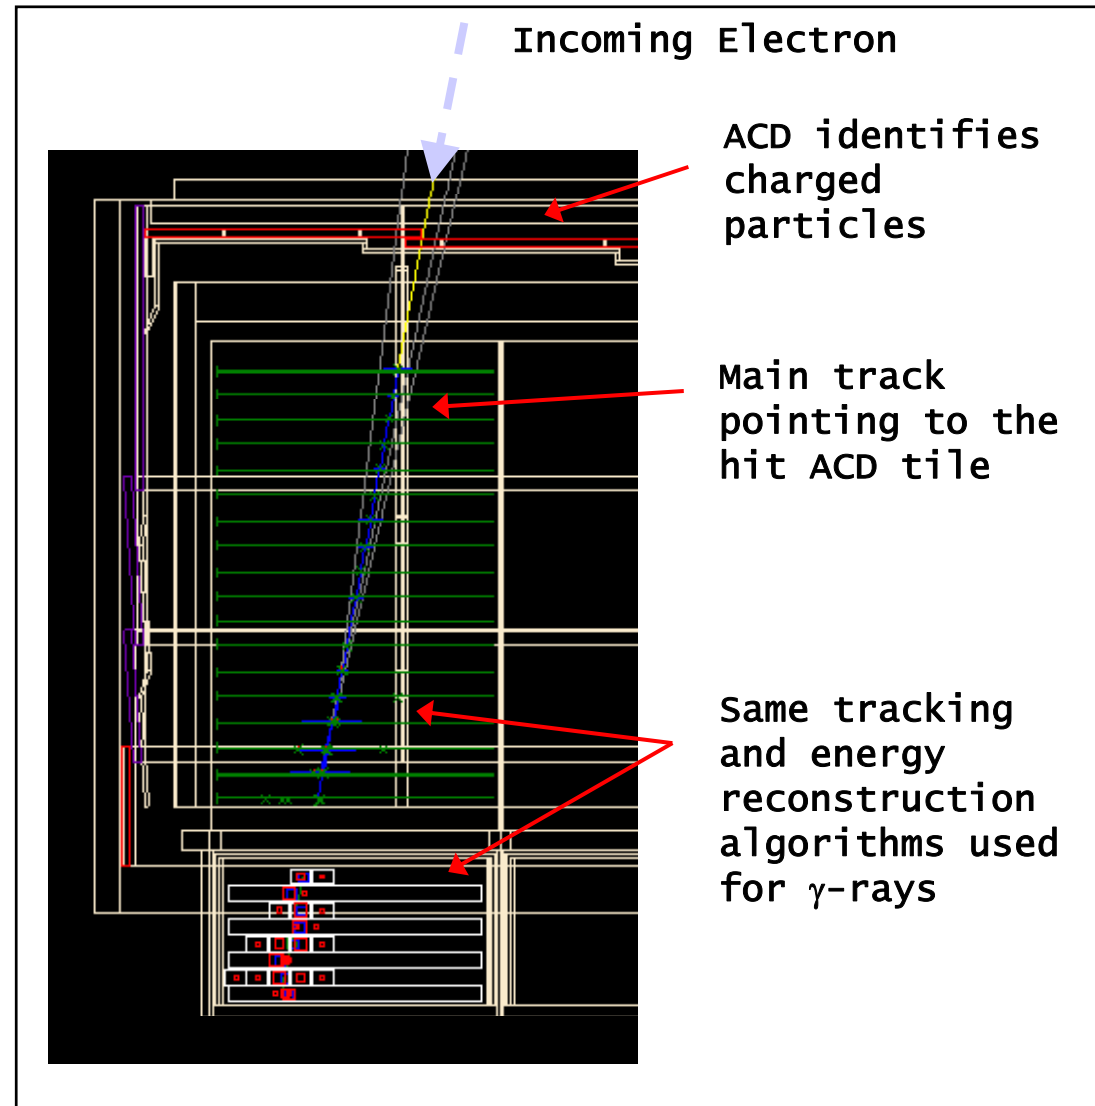 Incoming Electron
ACD identifies
charged
particles
Main track
pointing to the
hit ACD tile
Same tracking
and energy
reconstruction
algorithms used
for γ-rays